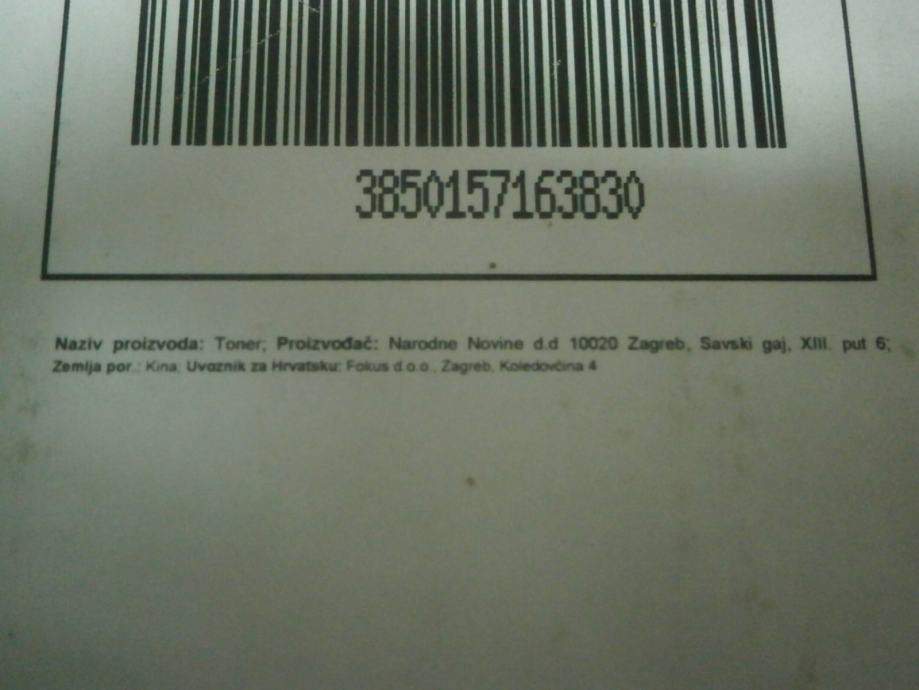 3850157163830
Naziv proizvoda: Toner; Proizvođač: Narodne Novine d.d 10020 Zagreb, Savski gaj, XIII. put 6;
Zemlja por.: Kina; Uvoznik za Hrvatsku: Fokus d.o.o., Zagreb, Koledovčina 4